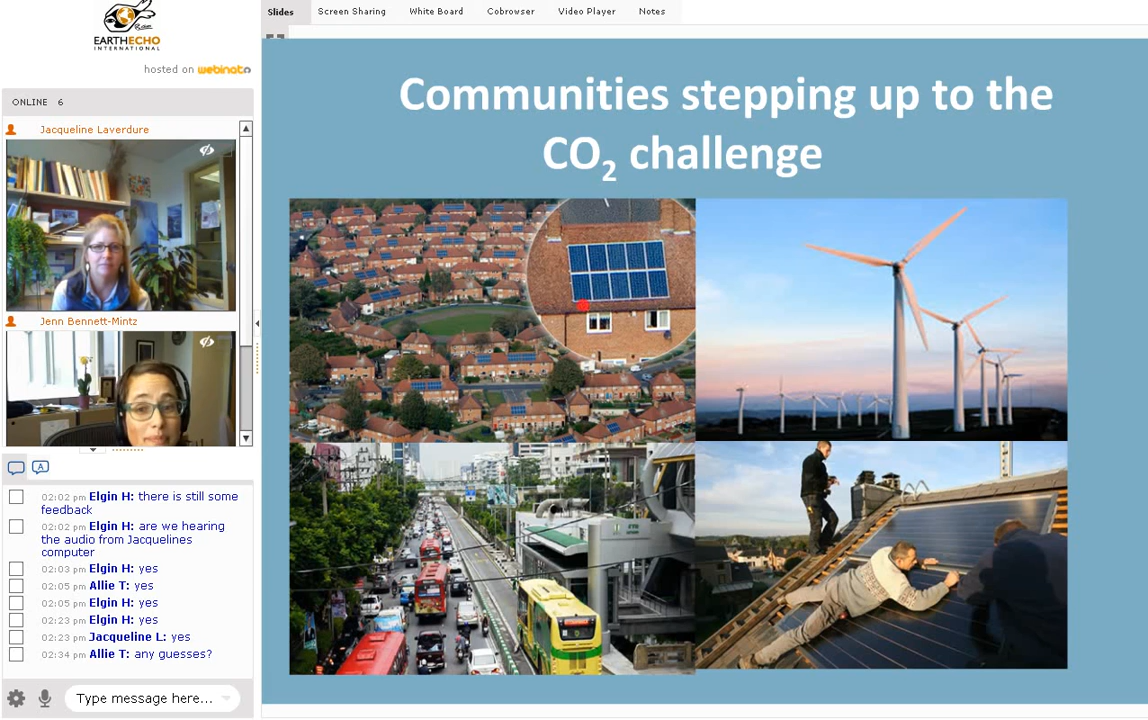 EARTHECHO
INTERNATIONAL
hosted on webinato
ONLINE 6
Jacqueline Laverdure
Jenn Bennett-Mintz
02:02 pm Elgin H: there is still some
feedback
02:02 pm Elgin H: are we hearing
the audio from Jacquelines
computer
02:03 pm Elgin H: yes
02:05 pm Allie T: yes
02:05 pm Elgin H: yes
02:23 pm Elgin H: yes
02:23 pm Jacqueline L: yes
02:34 pm Allie T: any guesses?
Type message here...
Slides Screen Sharing White Board Cobrowser Video Player Notes
Communities stepping up to the
CO₂ challenge